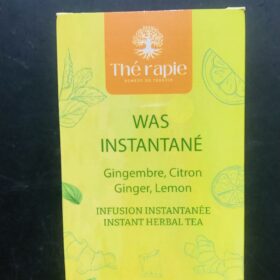 Thé rapie
WAS
INSTANTANÉ
Gingembre, Citron
Ginger, Lemon
INFUSION INSTANTANÉE
INSTANT HERBAL TEA